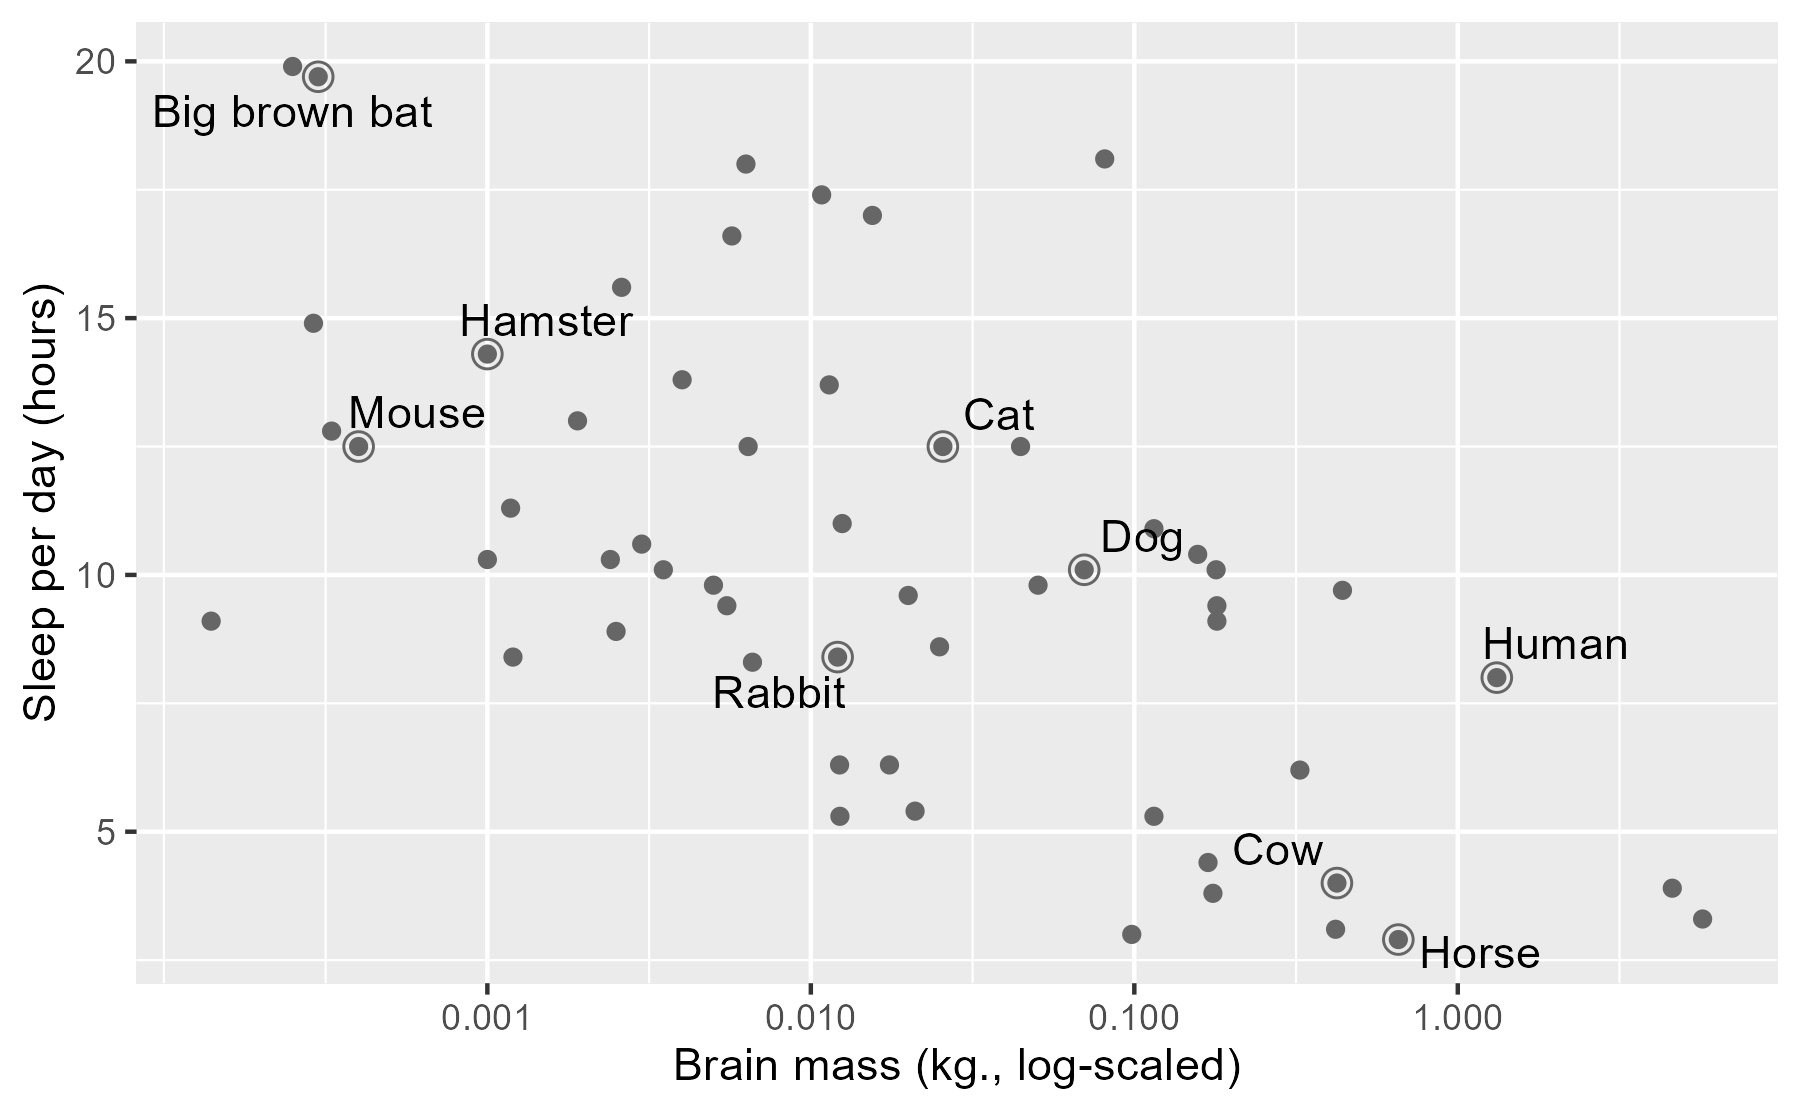 20
Big brown bat
Hamster
15
Mouse
Cat
Dog
10
Human
Rabbit
5
Cow
Horse
Sleep per day (hours)
0.001 0.010 0.100 1.000
Brain mass (kg., log-scaled)